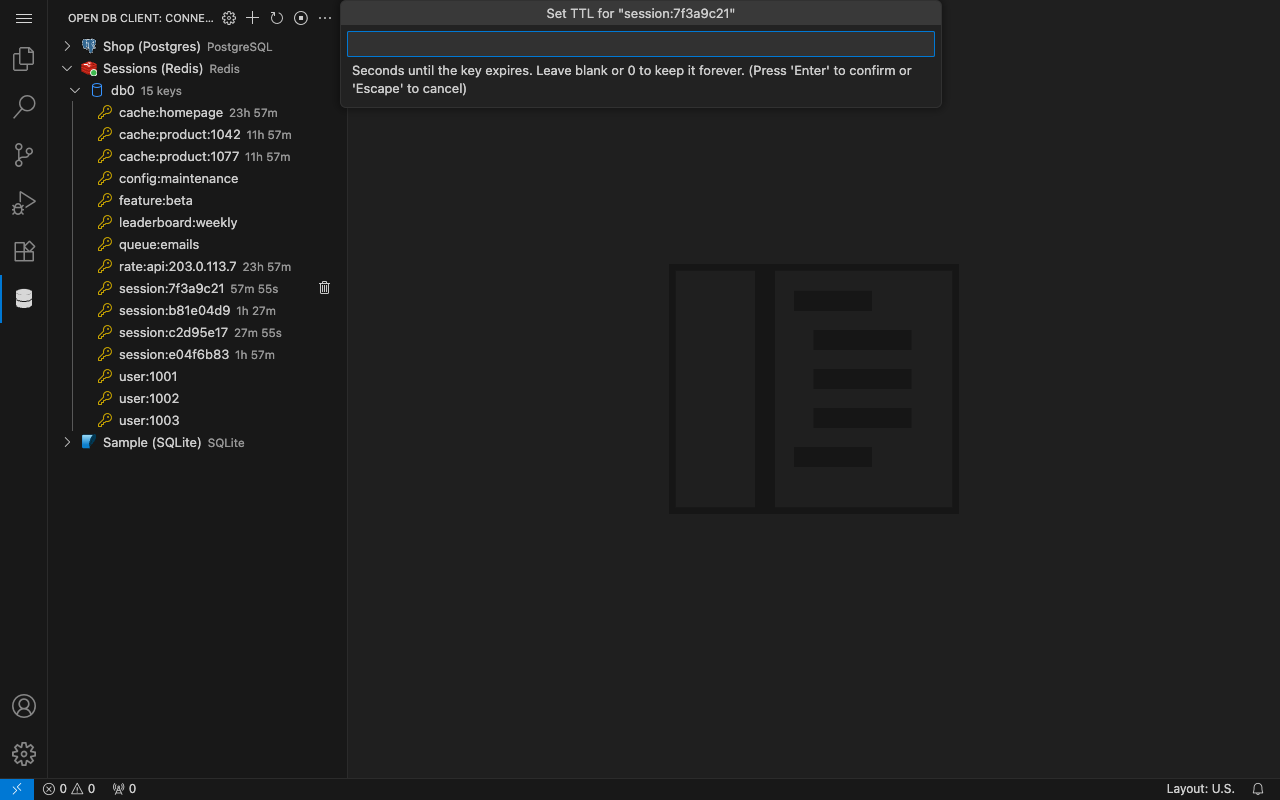 OPEN DB CLIENT: CONNE...
Set TTL for "session:7f3a9c21"
Seconds until the key expires. Leave blank or 0 to keep it forever. (Press 'Enter' to confirm or
'Escape' to cancel)
Shop (Postgres) PostgreSQL
Sessions (Redis) Redis
db0 15 keys
cache:homepage 23h 57m
cache:product:1042 11h 57m
cache:product:1077 11h 57m
config:maintenance
feature:beta
leaderboard:weekly
queue:emails
rate:api:203.0.113.7 23h 57m
session:7f3a9c21 57m 55s
session:b81e04d9 1h 27m
session:c2d95e17 27m 55s
session:e04f6b83 1h 57m
user:1001
user:1002
user:1003
Sample (SQLite) SQLite
0 0 0
Layout: U.S.